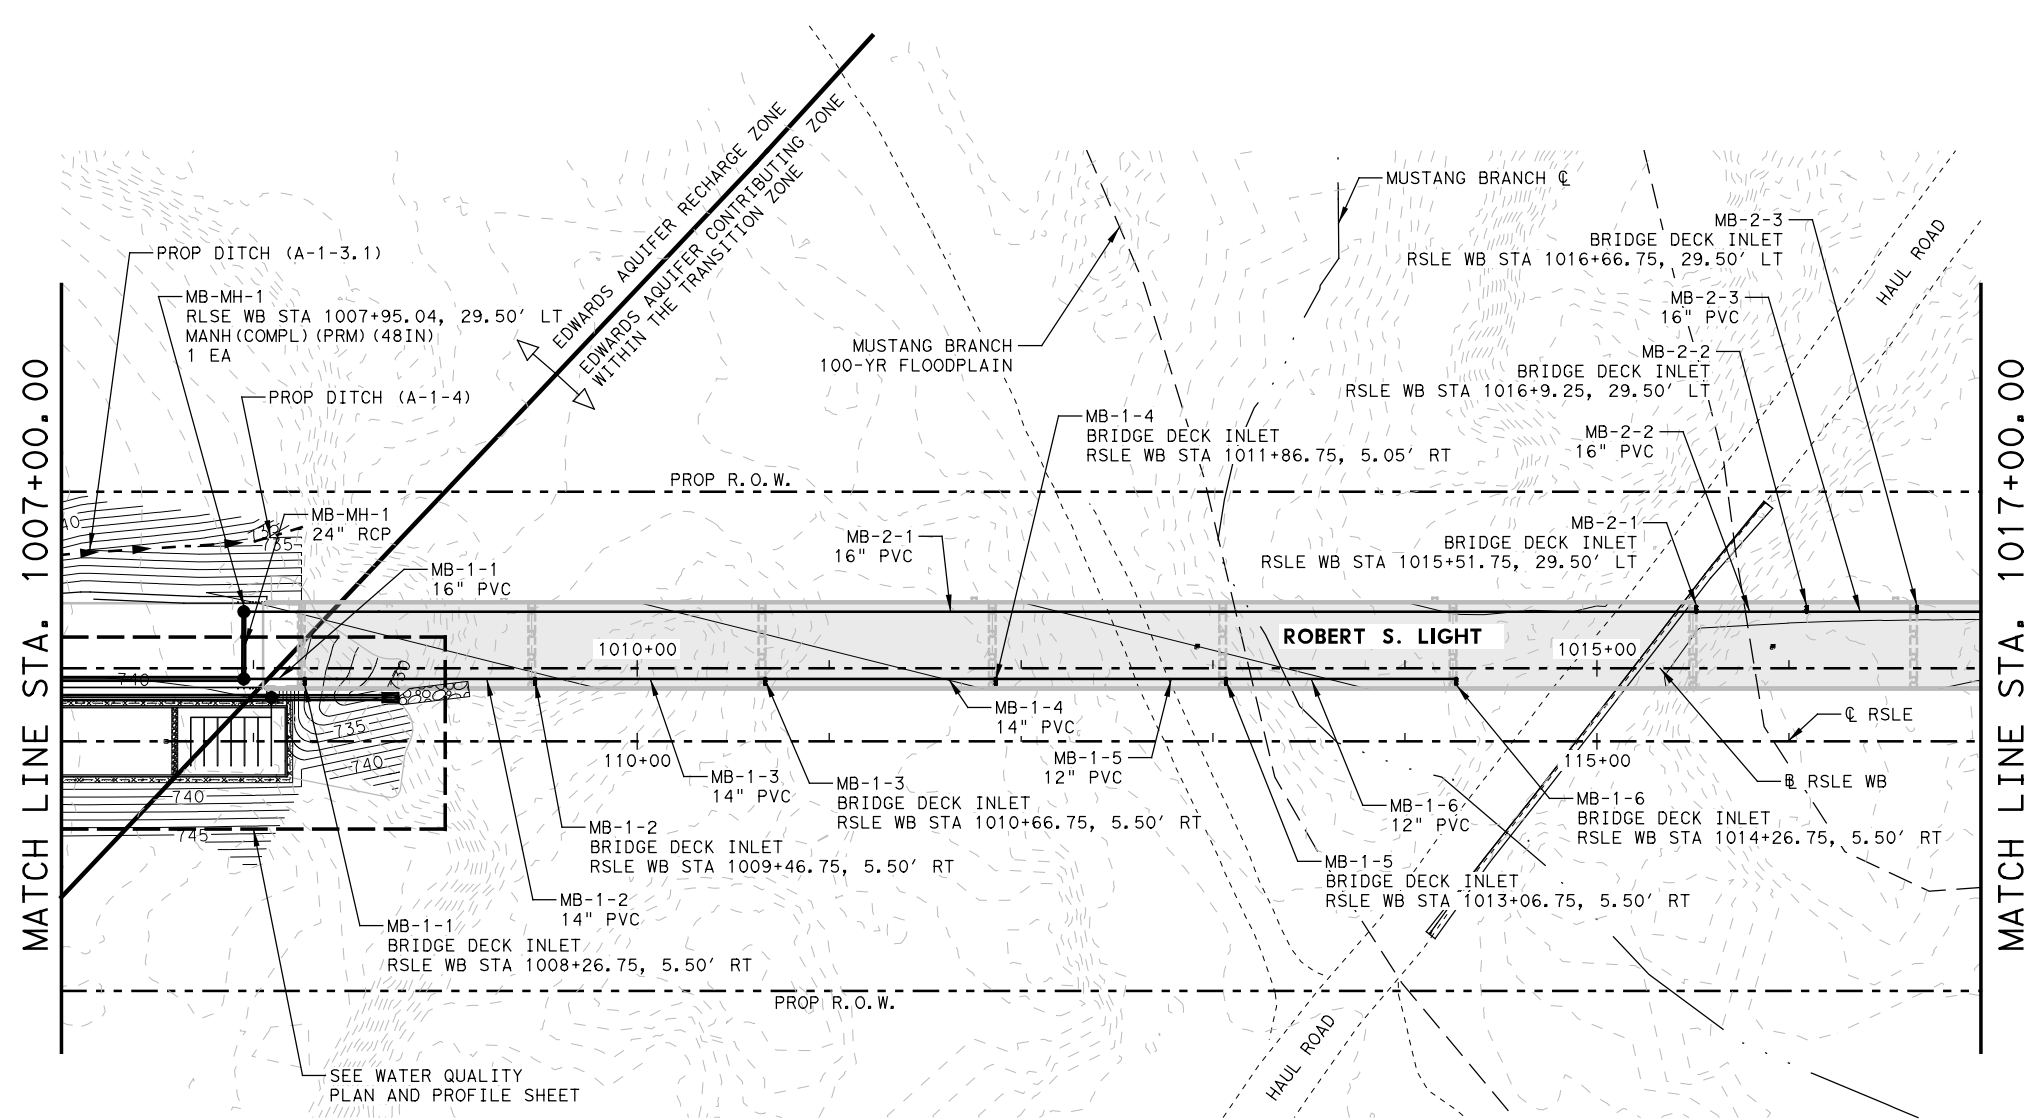 MATCH LINE STA. 1007+00.00
MATCH LINE STA. 1017+00.00
EDWARDS AQUIFER RECHARGE ZONE
EDWARDS AQUIFER CONTRIBUTING ZONE
WITHIN THE TRANSITION ZONE
PROP DITCH (A-1-3.1)
MB-MH-1
RLSE WB STA 1007+95.04, 29.50' LT
MANH(COMPL)(PRM)(48IN)
1 EA
PROP DITCH (A-1-4)
MB-MH-1
24" RCP
MB-1-1
16" PVC
PROP R.O.W.
MUSTANG BRANCH
100-YR FLOODPLAIN
MUSTANG BRANCH ℄
HAUL ROAD
MB-2-3
BRIDGE DECK INLET
RSLE WB STA 1016+66.75, 29.50' LT
MB-2-3
16" PVC
MB-2-2
BRIDGE DECK INLET
RSLE WB STA 1016+9.25, 29.50' LT
MB-2-2
16" PVC
MB-1-4
BRIDGE DECK INLET
RSLE WB STA 1011+86.75, 5.05' RT
MB-2-1
16" PVC
MB-2-1
BRIDGE DECK INLET
RSLE WB STA 1015+51.75, 29.50' LT
ROBERT S. LIGHT
1010+00
1015+00
110+00
115+00
740
735
735
730
740
735
740
740
745
MB-1-4
14" PVC
MB-1-5
12" PVC
MB-1-3
14" PVC
MB-1-3
BRIDGE DECK INLET
RSLE WB STA 1010+66.75, 5.50' RT
MB-1-2
BRIDGE DECK INLET
RSLE WB STA 1009+46.75, 5.50' RT
MB-1-2
14" PVC
MB-1-1
BRIDGE DECK INLET
RSLE WB STA 1008+26.75, 5.50' RT
MB-1-6
12" PVC
MB-1-6
BRIDGE DECK INLET
RSLE WB STA 1014+26.75, 5.50' RT
MB-1-5
BRIDGE DECK INLET
RSLE WB STA 1013+06.75, 5.50' RT
℄ RSLE
BL RSLE WB
PROP R.O.W.
HAUL ROAD
SEE WATER QUALITY
PLAN AND PROFILE SHEET